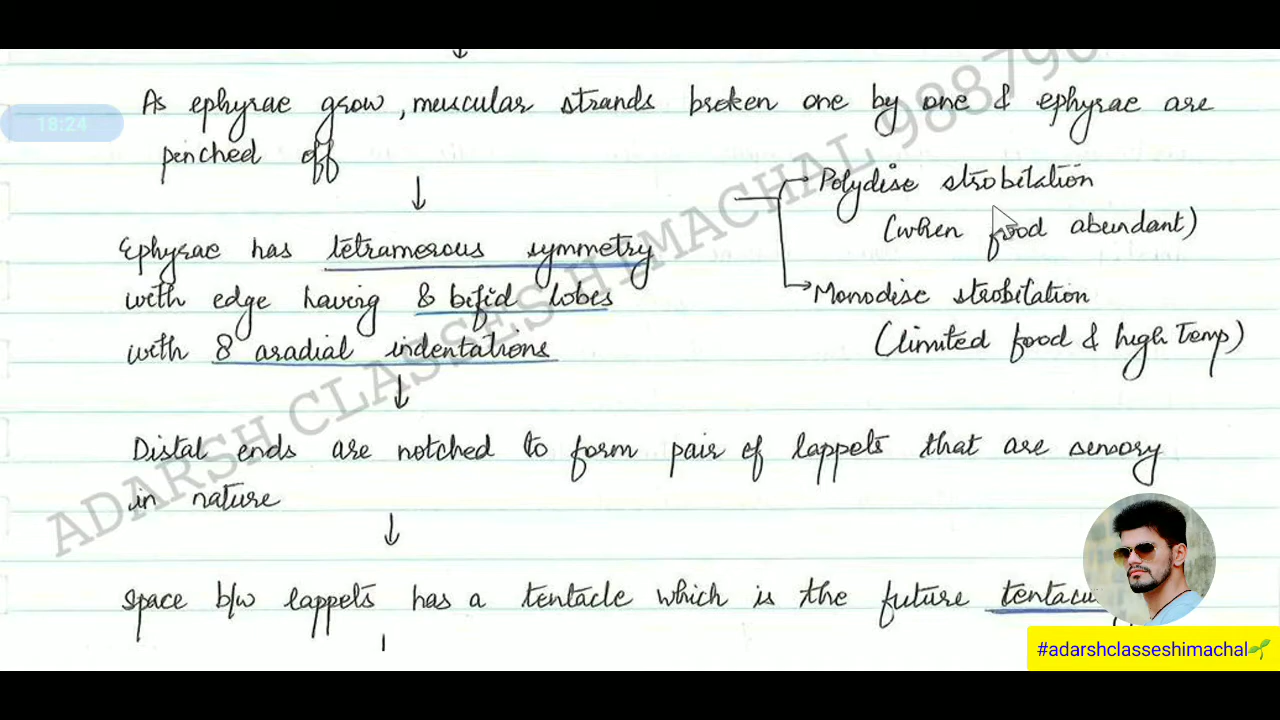 As ephyrae grow, muscular strands broken one by one & ephyrae are
pinched off
18:24
Polydisc strobilation
(when food abundant)
Monodisc strobilation
(limited food & high Temp)
Ephyrae has tetramerous symmetry
with edge having 8 bifid lobes
with 8 aradial indentations
Distal ends are notched to form pair of lappets that are sensory
in nature
space b/w lappets has a tentacle which is the future
ADARSH CLASSES HIMACHAL
#adarshclasseshimachal🌱